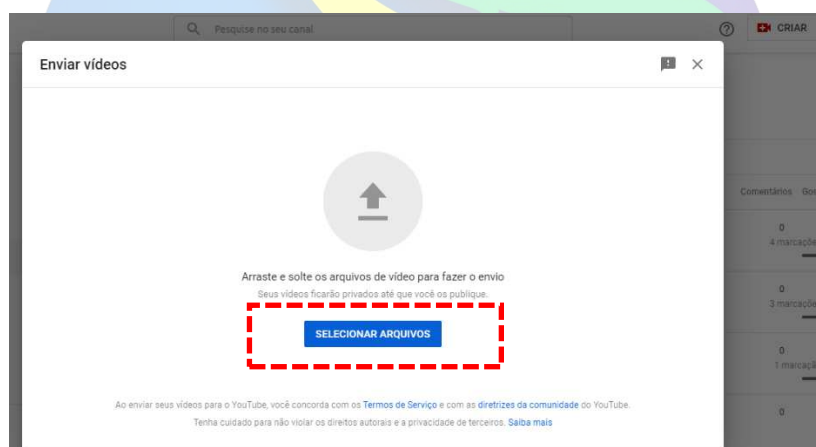 Pesquise no seu canal
CRIAR
Enviar vídeos
Comentários
Arraste e solte os arquivos de vídeo para fazer o envio
Seus vídeos ficarão privados até que você os publique.
SELECIONAR ARQUIVOS
0
4
0
3
0
1
0
Ao enviar seus vídeos para o YouTube, você concorda com os Termos de Serviço e com as diretrizes da comunidade do YouTube.
Tenha cuidado para não violar os direitos autorais e a privacidade de terceiros. Saiba mais